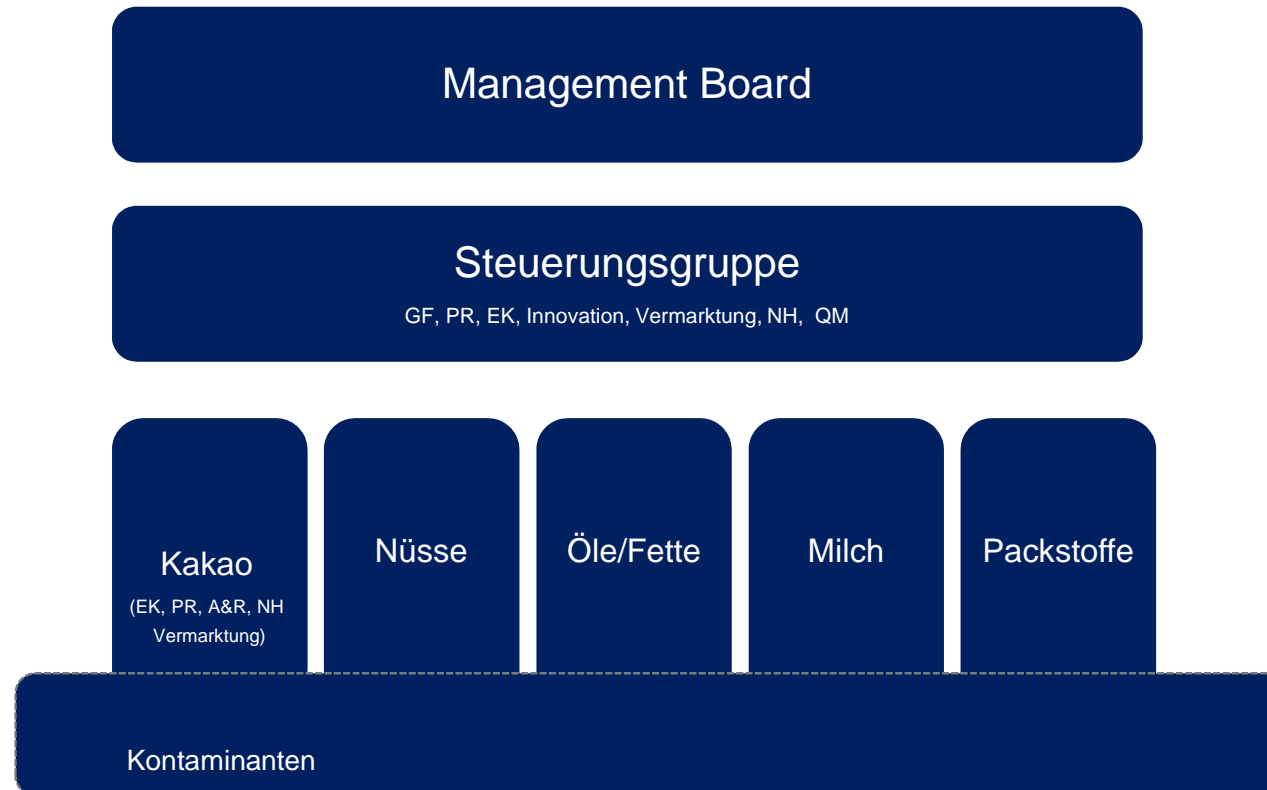 Management Board
Steuerungsgruppe
GF, PR, EK, Innovation, Vermarktung, NH,  QM
Kakao
(EK, PR, A&R, NH
Vermarktung)
Nüsse
Öle/Fette
Milch
Packstoffe
Kontaminanten